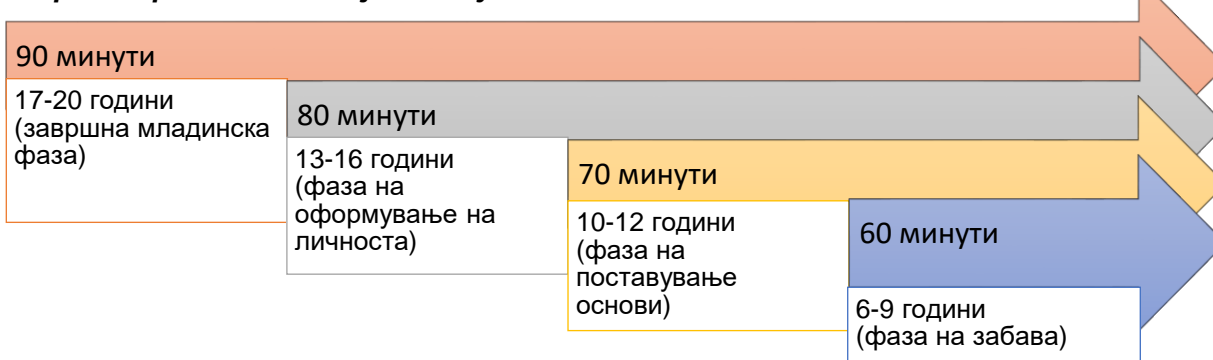 90 минути
17-20 години
(завршна младинска
фаза)
80 минути
13-16 години
(фаза на
оформување на
личноста)
70 минути
10-12 години
(фаза на
поставување
основи)
60 минути
6-9 години
(фаза на забава)